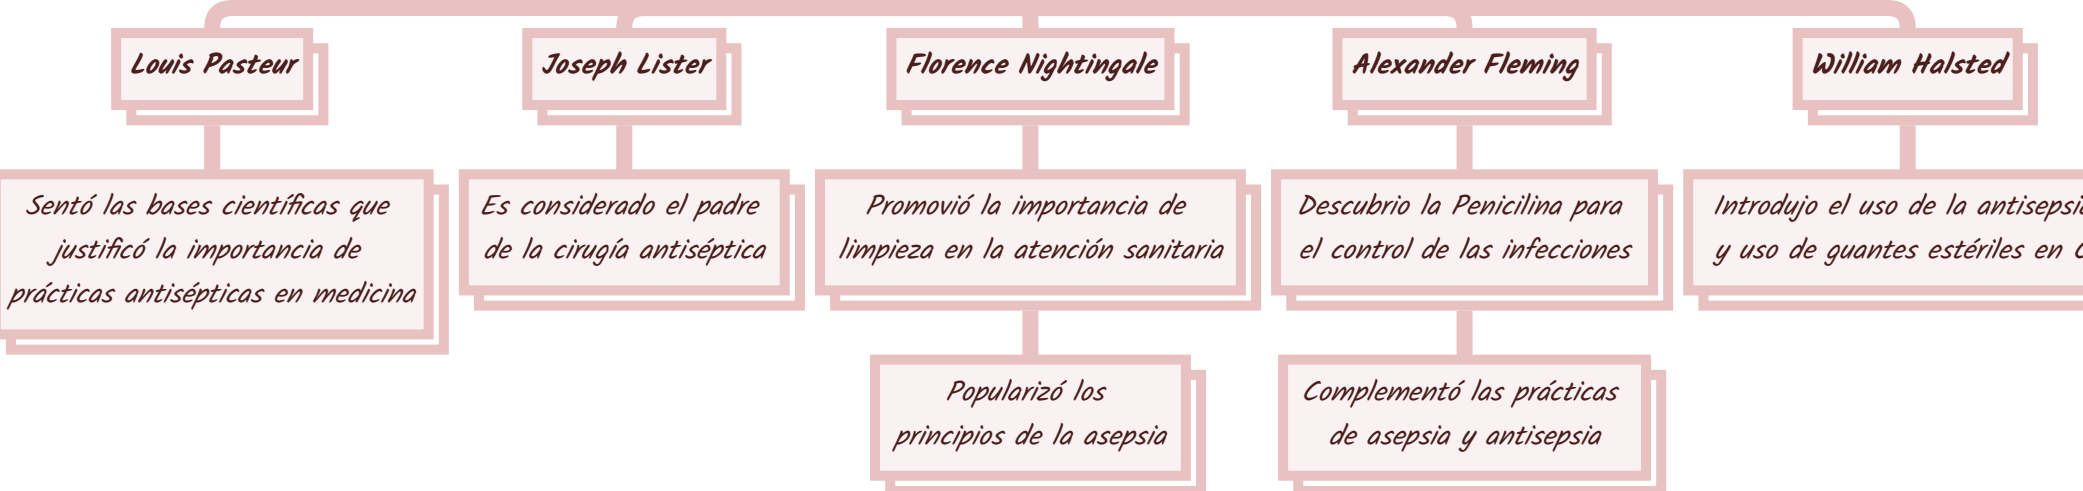 Louis Pasteur
Sentó las bases científicas que
justificó la importancia de
prácticas antisépticas en medicina
Joseph Lister
Es considerado el padre
de la cirugía antiséptica
Florence Nightingale
Promovió la importancia de
limpieza en la atención sanitaria
Popularizó los
principios de la asepsia
Alexander Fleming
Descubrio la Penicilina para
el control de las infecciones
Complementó las prácticas
de asepsia y antisepsia
William Halsted
Introdujo el uso de la antisepsia
y uso de guantes estériles en